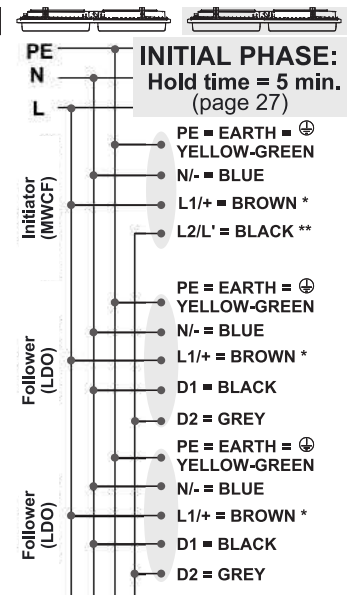 PE
N
L
INITIAL PHASE:
Hold time = 5 min.
(page 27)
Initiator
(MWCF)
PE = EARTH = ⏚
YELLOW-GREEN
N/- = BLUE
L1/+ = BROWN *
L2/L' = BLACK **
Follower
(LDO)
PE = EARTH = ⏚
YELLOW-GREEN
N/- = BLUE
L1/+ = BROWN *
D1 = BLACK
D2 = GREY
Follower
(LDO)
PE = EARTH = ⏚
YELLOW-GREEN
N/- = BLUE
L1/+ = BROWN *
D1 = BLACK
D2 = GREY